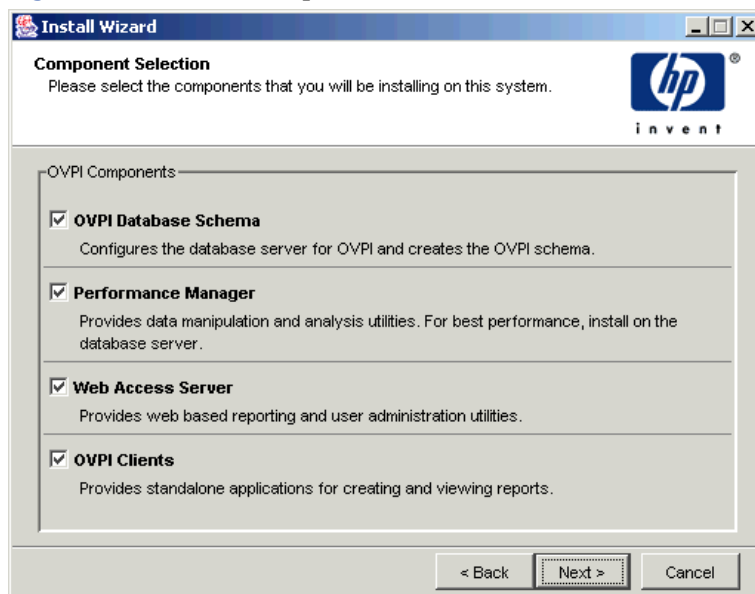 Install Wizard
Component Selection
Please select the components that you will be installing on this system.
hp
®
invent
OVPI Components
OVPI Database Schema
Configures the database server for OVPI and creates the OVPI schema.
Performance Manager
Provides data manipulation and analysis utilities. For best performance, install on the
database server.
Web Access Server
Provides web based reporting and user administration utilities.
OVPI Clients
Provides standalone applications for creating and viewing reports.
< Back
Next >
Cancel